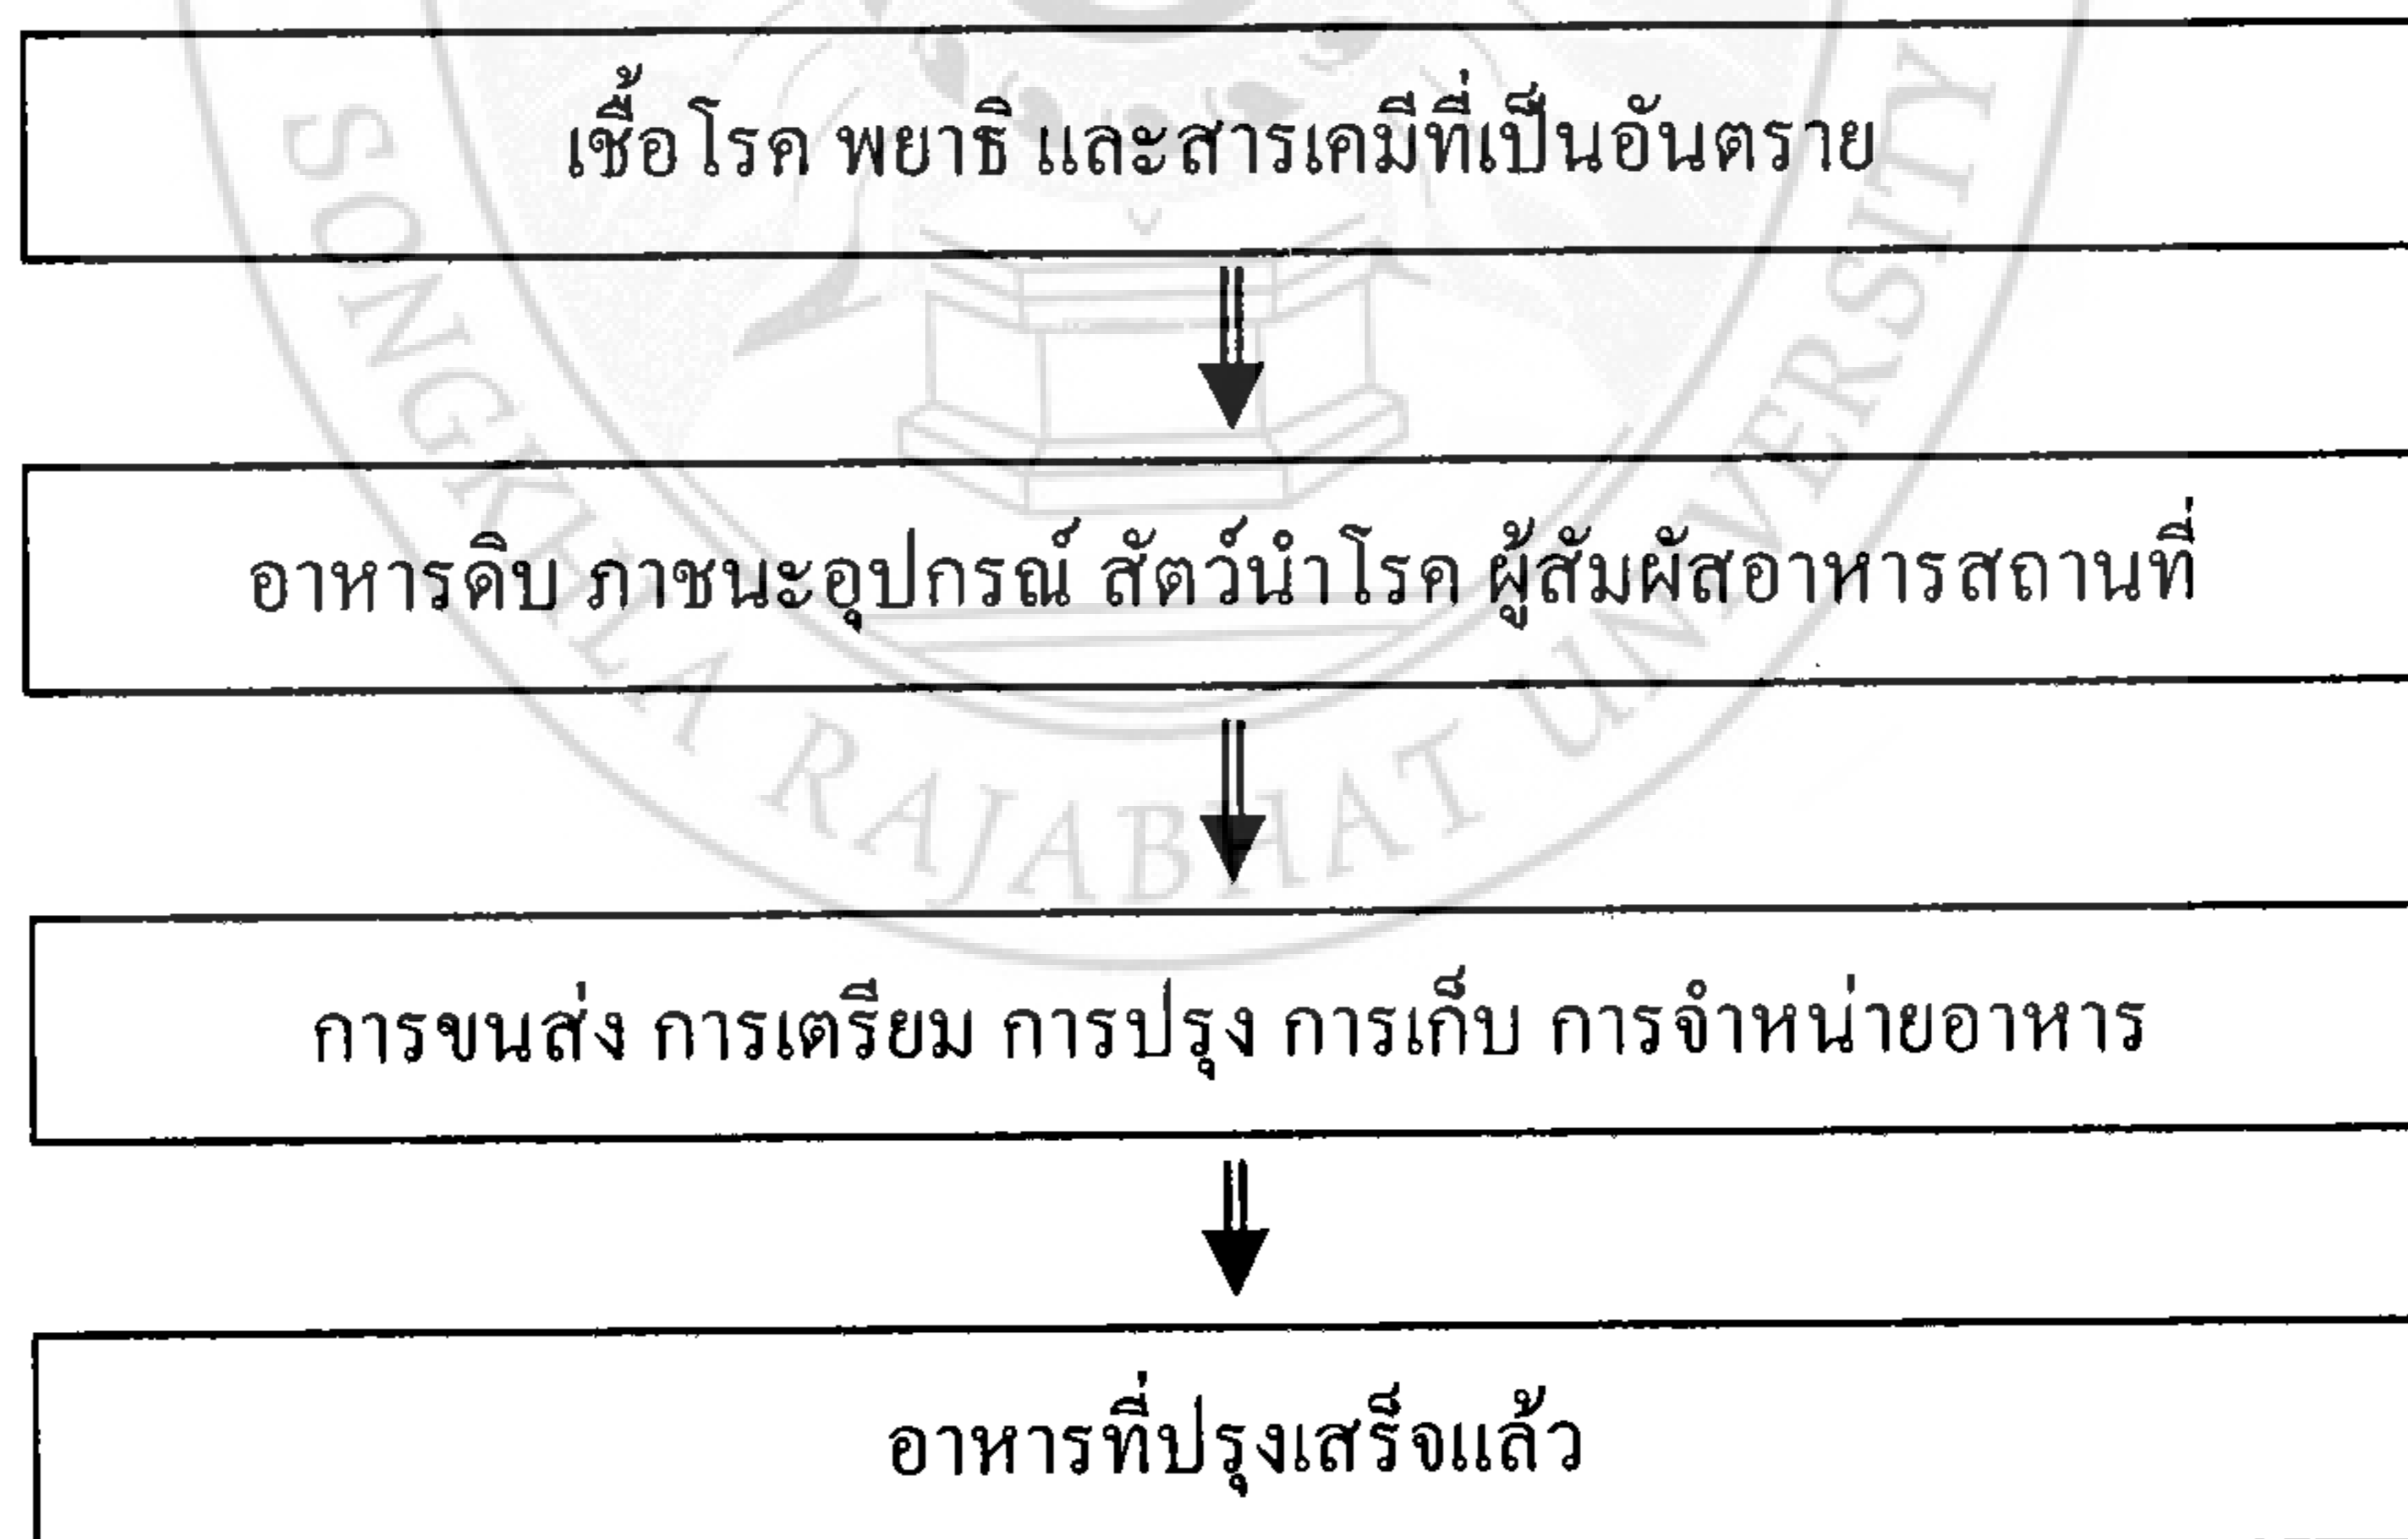 เชื้อโรค พยาธิ และสารเคมีที่เป็นอันตราย
อาหารดิบ ภาชนะอุปกรณ์ สัตว์นำโรค ผู้สัมผัสอาหารสถานที่
การขนส่ง การเตรียม การปรุง การเก็บ การจำหน่ายอาหาร
อาหารที่ปรุงเสร็จแล้ว
SONGKHLA RAJABHAT UNIVERSITY